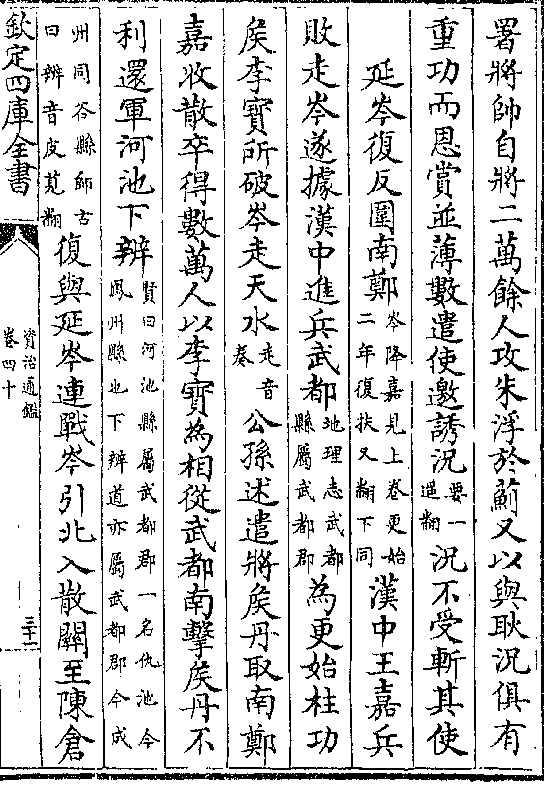 署將帥自將二萬餘人攻朱浮於薊又以與耿況俱有
重功而恩賞並薄數遣使邀誘況
要一
遥翻
況不受斬其使
延岑復反圍南鄭
岑降嘉見上卷更始
二年復扶又翻下同
漢中王嘉兵
敗走岑遂據漢中進兵武都
地理志武都
縣屬武都郡
為更始柱功
侯李寳所破岑走天水
走音
奏
公孫述遣將侯丹取南鄭
嘉收散卒得數萬人以李寳為相從武都南擊侯丹不
利還軍河池下辨
賢曰河池縣屬武都郡一名仇池今
鳳州縣也下辨道亦屬武都郡今成
州同谷縣師古
曰辨音皮莧翻
復與延岑連戰岑引北入散關至陳倉
欽定四庫全書
資治通鑑
卷四十